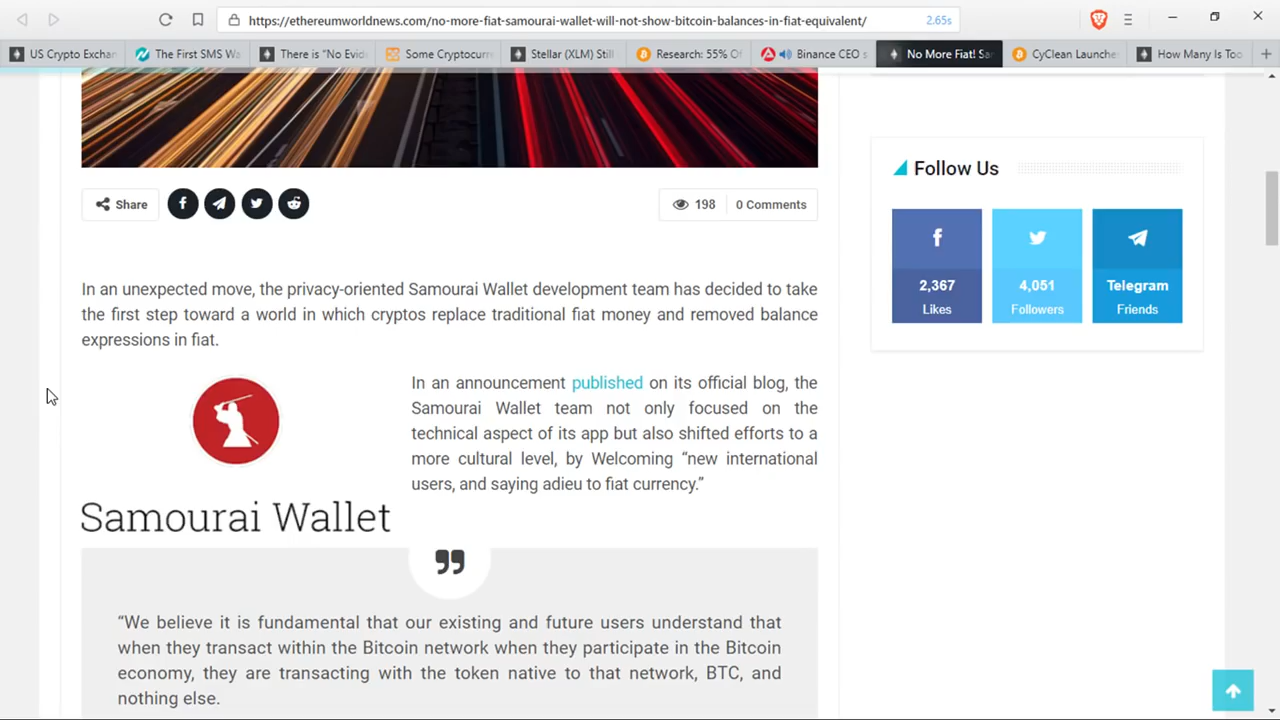 https://ethereumworldnews.com/no-more-fiat-samourai-wallet-will-not-show-bitcoin-balances-in-fiat-equivalent/ 2.65s
US Crypto Exchan The First SMS Wa There is "No Evid Some Cryptocurre Stellar (XLM) Still Research: 55% Of Binance CEO s No More Fiat! Sa CyClean Launche How Many Is Too
Follow Us
Share 198 0 Comments
2,367 Likes
4,051 Followers
Telegram Friends
In an unexpected move, the privacy-oriented Samourai Wallet development team has decided to take
the first step toward a world in which cryptos replace traditional fiat money and removed balance
expressions in fiat.
In an announcement published on its official blog, the
Samourai Wallet team not only focused on the
technical aspect of its app but also shifted efforts to a
more cultural level, by Welcoming “new international
users, and saying adieu to fiat currency.”
Samourai Wallet
“We believe it is fundamental that our existing and future users understand that
when they transact within the Bitcoin network when they participate in the Bitcoin
economy, they are transacting with the token native to that network, BTC, and
nothing else.